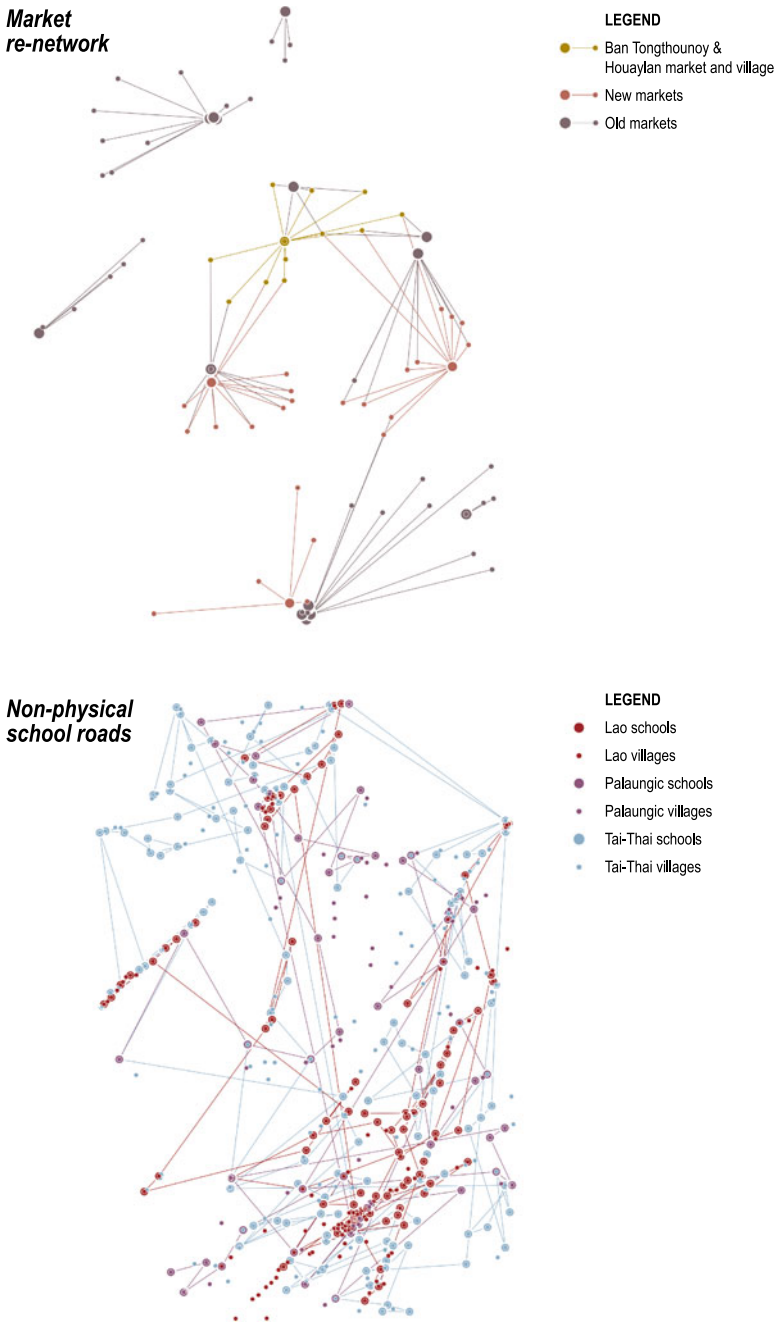 Market
re-network
LEGEND
Ban Tongthounoy &
Houaylan market and village
New markets
Old markets
Non-physical
school roads
LEGEND
Lao schools
Lao villages
Palaungic schools
Palaungic villages
Tai-Thai schools
Tai-Thai villages